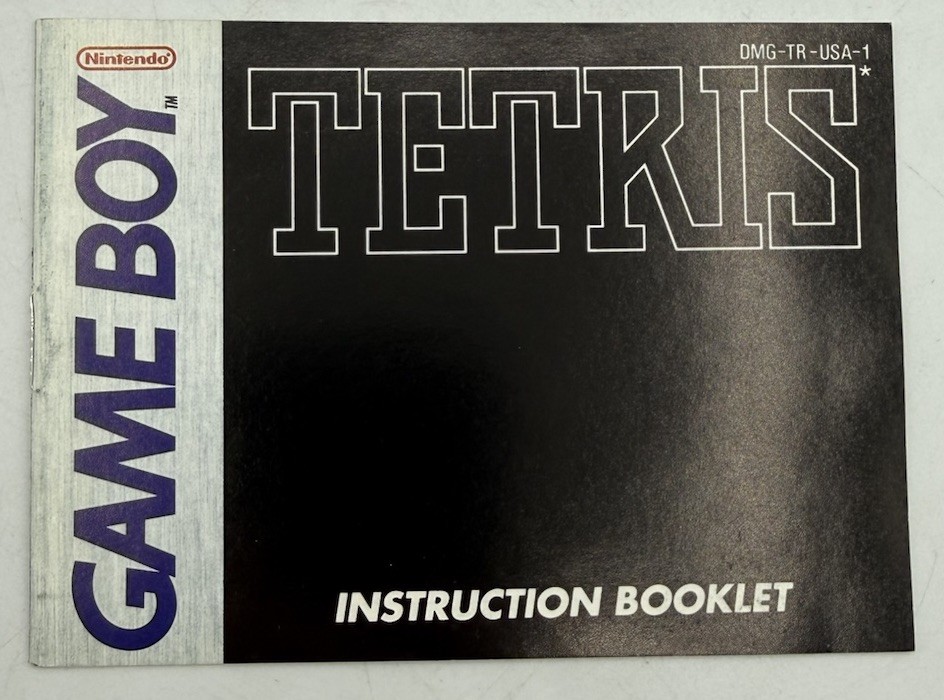 Nintendo®
GAME BOY™
DMG-TR-USA-1
TETRIS*
INSTRUCTION BOOKLET